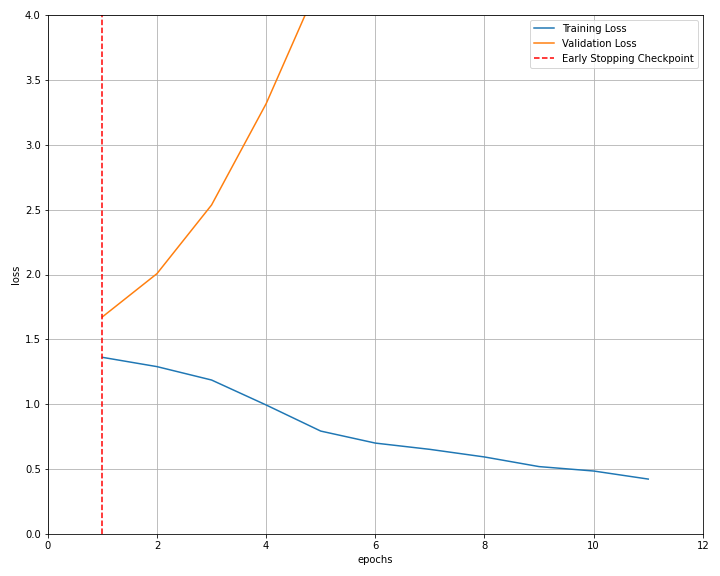 4.0
3.5
3.0
2.5
2.0
1.5
1.0
0.5
0.0
loss
0 2 4 6 8 10 12
epochs
Training Loss
Validation Loss
Early Stopping Checkpoint